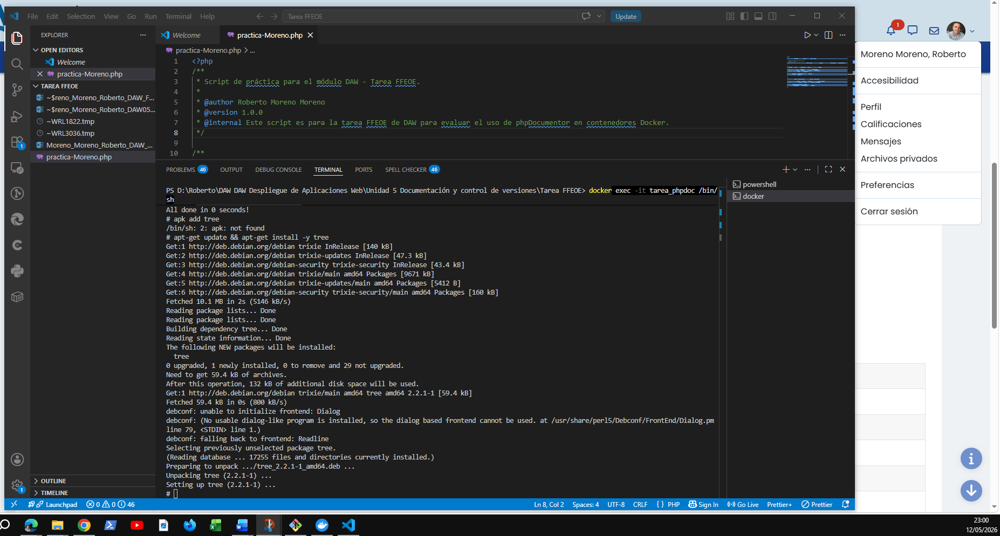 File Edit Selection View Go Run Terminal Help
Tarea FFEOE
Update
EXPLORER
OPEN EDITORS
Welcome
practica-Moreno.php
TAREA FFEOE
~$reno_Moreno_Roberto_DAW_F...
~$reno_Moreno_Roberto_DAW05...
~WRL1822.tmp
~WRL3036.tmp
Moreno_Moreno_Roberto_DAW_...
practica-Moreno.php
OUTLINE
TIMELINE
1
1
Welcome
practica-Moreno.php
practica-Moreno.php > ...
1 <?php
2 /**
3 * Script de práctica para el módulo DAW - Tarea FFEOE.
4 *
5 * @author Roberto Moreno Moreno
6 * @version 1.0.0
7 * @internal Este script es para la tarea FFEOE de DAW para evaluar el uso de phpDocumentor en contenedores Docker.
8 */
9
10 /**
PROBLEMS 46 OUTPUT DEBUG CONSOLE TERMINAL PORTS SPELL CHECKER 46
PS D:\Roberto\DAW DAW Despliegue de Aplicaciones Web\Unidad 5 Documentación y control de versiones\Tarea FFEOE> docker exec -it tarea_phpdoc /bin/
sh
All done in 0 seconds!
# apk add tree
/bin/sh: 2: apk: not found
# apt-get update && apt-get install -y tree
Get:1 http://deb.debian.org/debian trixie InRelease [140 kB]
Get:2 http://deb.debian.org/debian trixie-updates InRelease [47.3 kB]
Get:3 http://deb.debian.org/debian-security trixie-security InRelease [43.4 kB]
Get:4 http://deb.debian.org/debian trixie/main amd64 Packages [9671 kB]
Get:5 http://deb.debian.org/debian trixie-updates/main amd64 Packages [5412 B]
Get:6 http://deb.debian.org/debian-security trixie-security/main amd64 Packages [160 kB]
Fetched 10.1 MB in 2s (5146 kB/s)
Reading package lists... Done
Reading package lists... Done
Building dependency tree... Done
Reading state information... Done
The following NEW packages will be installed:
tree
0 upgraded, 1 newly installed, 0 to remove and 29 not upgraded.
Need to get 59.4 kB of archives.
After this operation, 132 kB of additional disk space will be used.
Get:1 http://deb.debian.org/debian trixie/main amd64 tree amd64 2.2.1-1 [59.4 kB]
Fetched 59.4 kB in 0s (800 kB/s)
debconf: unable to initialize frontend: Dialog
debconf: (No usable dialog-like program is installed, so the dialog based frontend cannot be used. at /usr/share/perl5/Debconf/FrontEnd/Dialog.pm
line 79, <STDIN> line 1.)
debconf: falling back to frontend: Readline
Selecting previously unselected package tree.
(Reading database ... 17255 files and directories currently installed.)
Preparing to unpack .../tree_2.2.1-1_amd64.deb ...
Unpacking tree (2.2.1-1) ...
Setting up tree (2.2.1-1) ...
#
powershell
docker
Launchpad 0 0 46
Ln 8, Col 2 Spaces: 4 UTF-8 CRLF { } PHP Sign In Go Live Prettier+ Prettier
1
Moreno Moreno, Roberto
Accesibilidad
Perfil
Calificaciones
Mensajes
Archivos privados
Preferencias
Cerrar sesión
23:00
12/05/2026